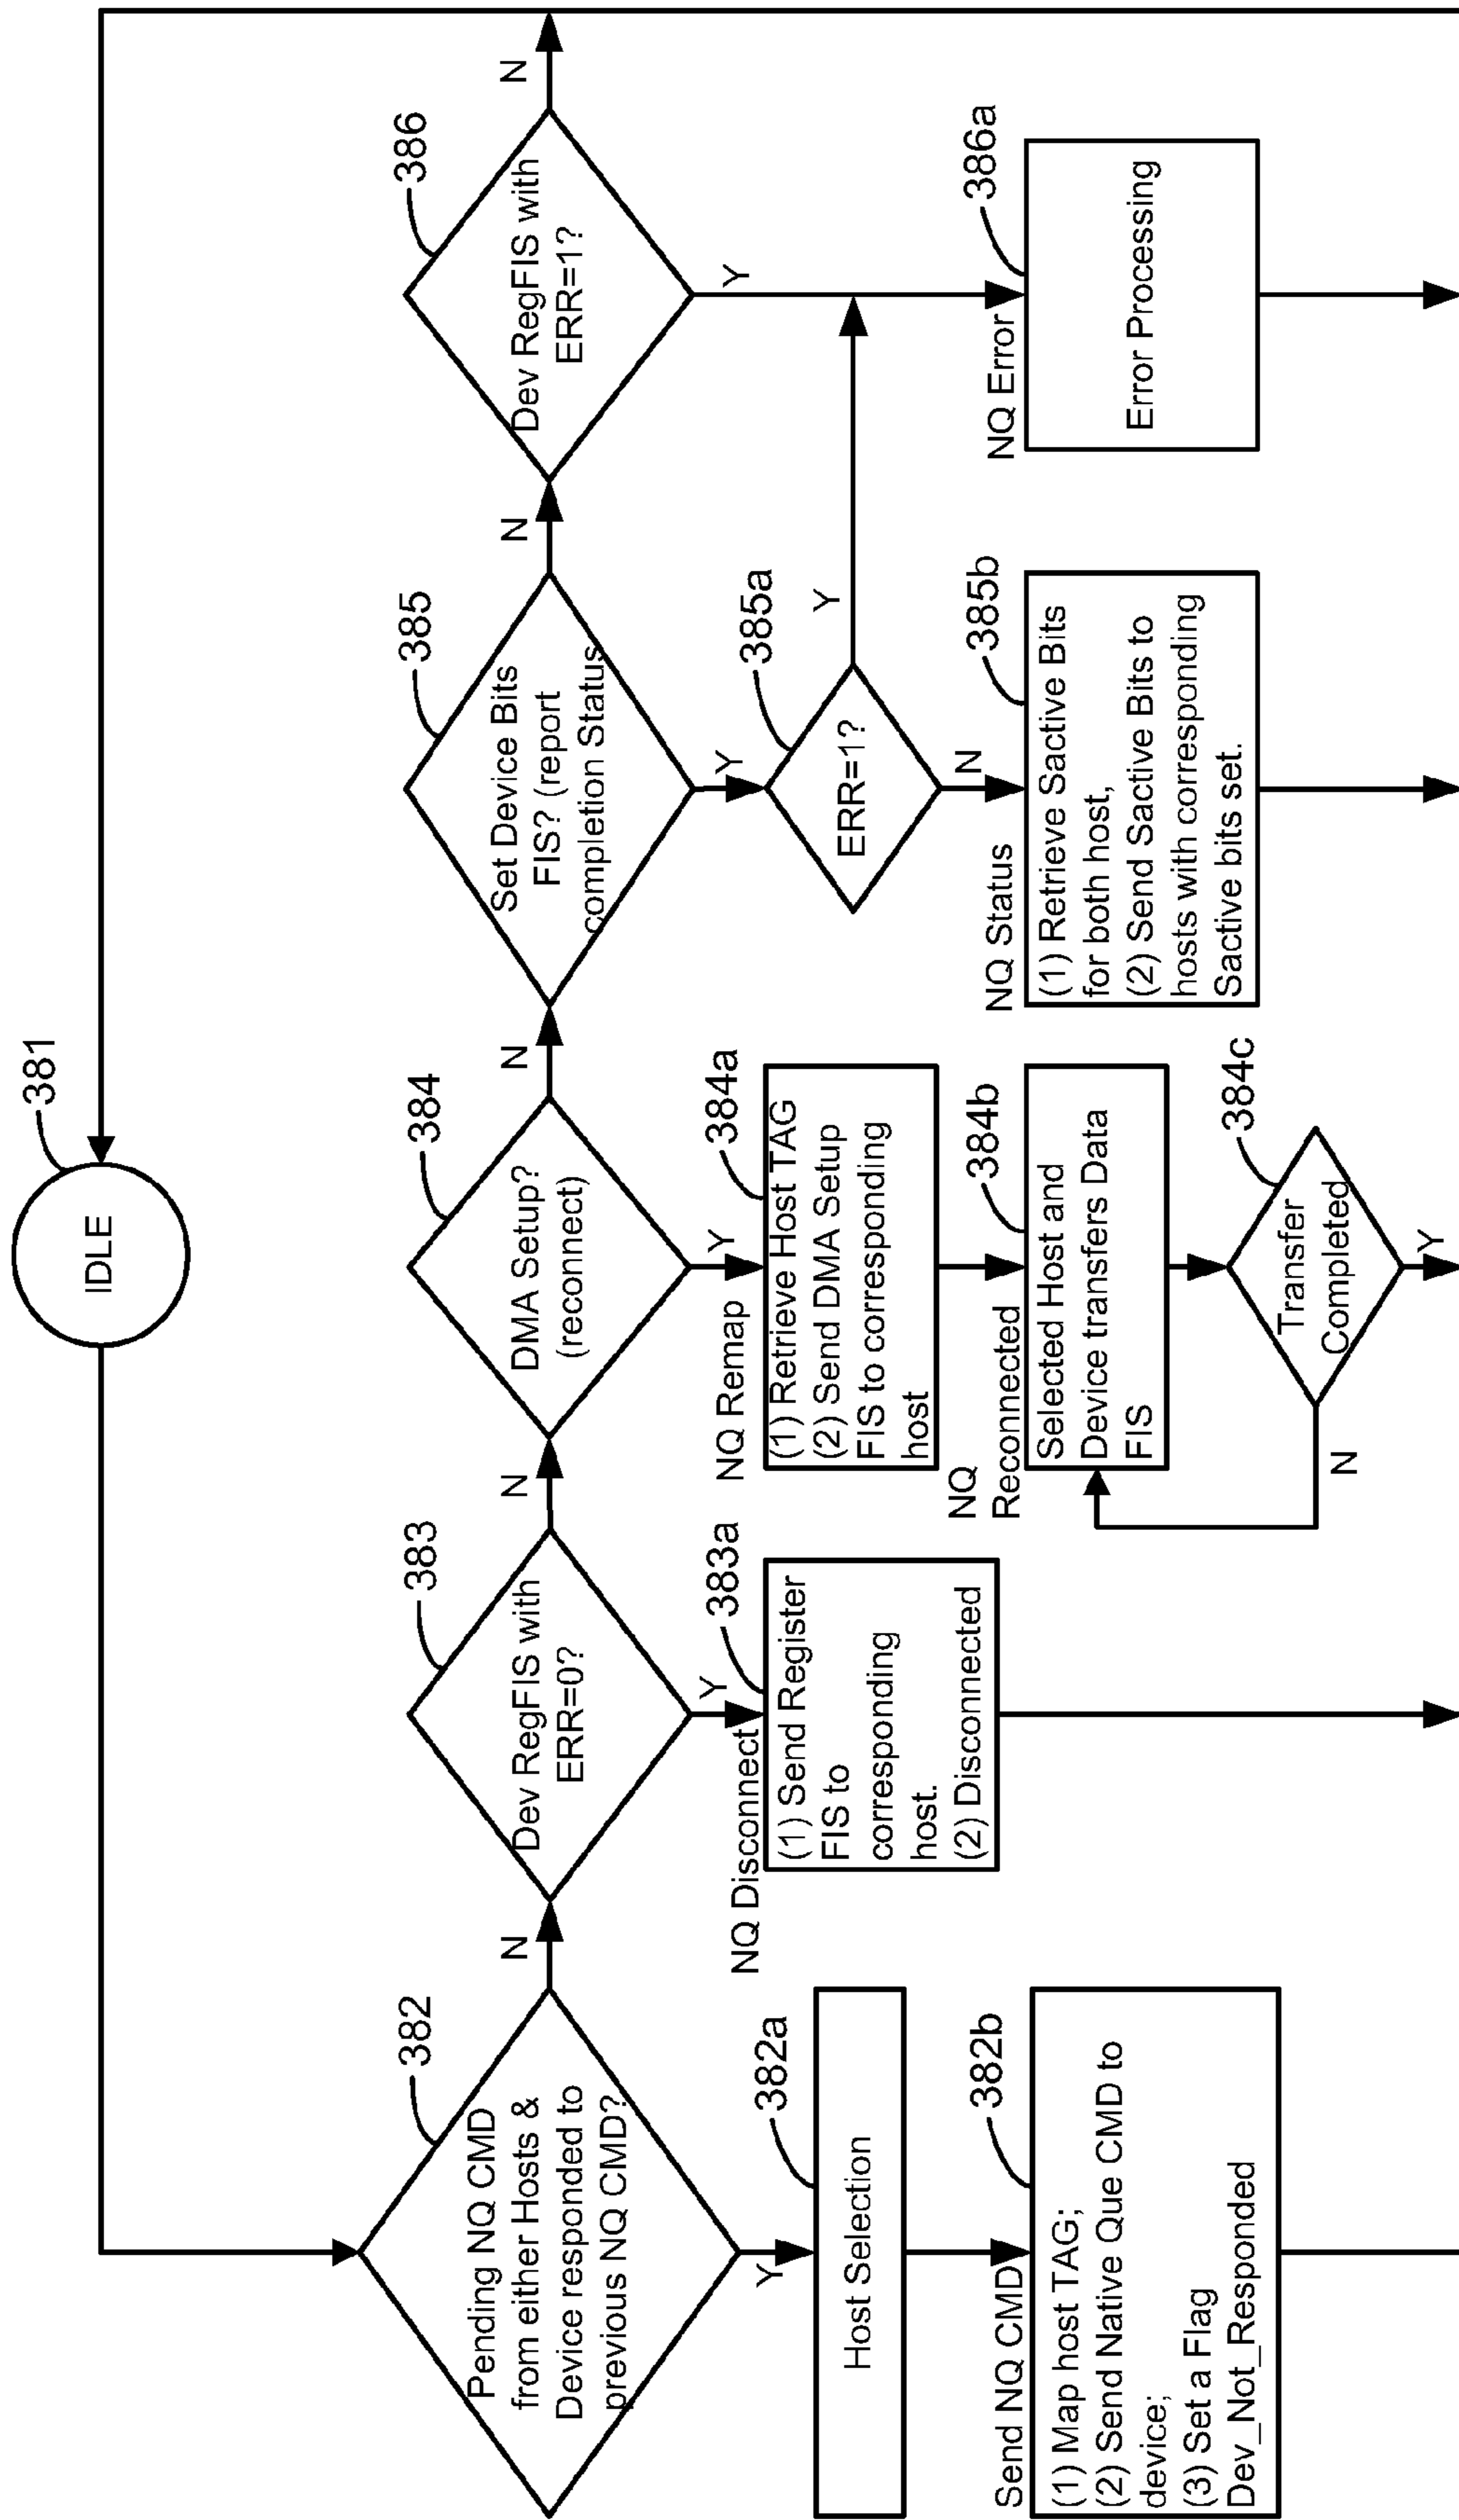 IDLE
381
Pending NQ CMD
from either Hosts &
Device responded to
previous NQ CMD?
382
N
Y
382a
Host Selection
Send NQ CMD
382b
(1) Map host TAG;
(2) Send Native Que CMD to
device;
(3) Set a Flag
Dev_Not_Responded
Dev RegFIS with
ERR=0?
383
N
Y
NQ Disconnect
383a
(1) Send Register
FIS to
corresponding
host.
(2) Disconnected
DMA Setup?
(reconnect)
384
N
Y
NQ Remap
384a
(1) Retrieve Host TAG
(2) Send DMA Setup
FIS to corresponding
host
NQ
Reconnected
384b
Selected Host and
Device transfers Data
FIS
384c
Transfer
Completed
N
Y
Set Device Bits
FIS? (report
completion Status
385
N
Y
385a
ERR=1?
Y
N
NQ Status
385b
(1) Retrieve Sactive Bits
for both host,
(2) Send Sactive Bits to
hosts with corresponding
Sactive bits set.
Dev RegFIS with
ERR=1?
386
N
Y
NQ Error
386a
Error Processing